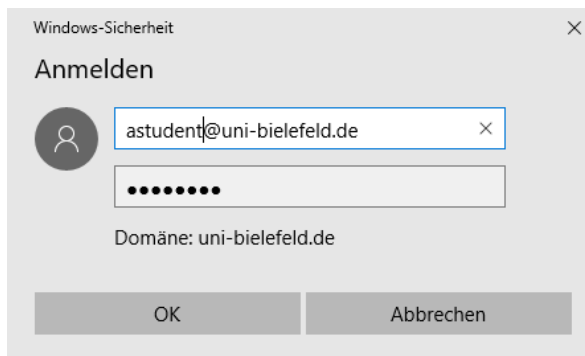 Windows-Sicherheit
Anmelden
astudent@uni-bielefeld.de
••••••••
Domäne: uni-bielefeld.de
OK
Abbrechen